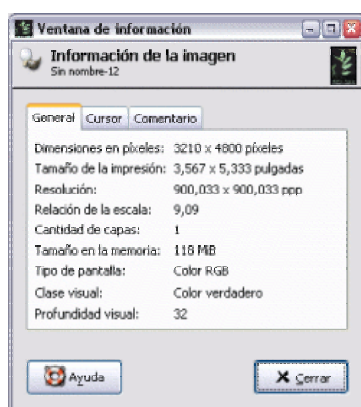 Ventana de información
Información de la imagen
Sin nombre-12
General Cursor Comentario
Dimensiones en píxeles: 3210 x 4800 píxeles
Tamaño de la impresión: 3,567 x 5,333 pulgadas
Resolución: 900,033 x 900,033 ppp
Relación de la escala: 9,09
Cantidad de capas: 1
Tamaño en la memoria: 118 MiB
Tipo de pantalla: Color RGB
Clase visual: Color verdadero
Profundidad visual: 32
Ayuda Cerrar